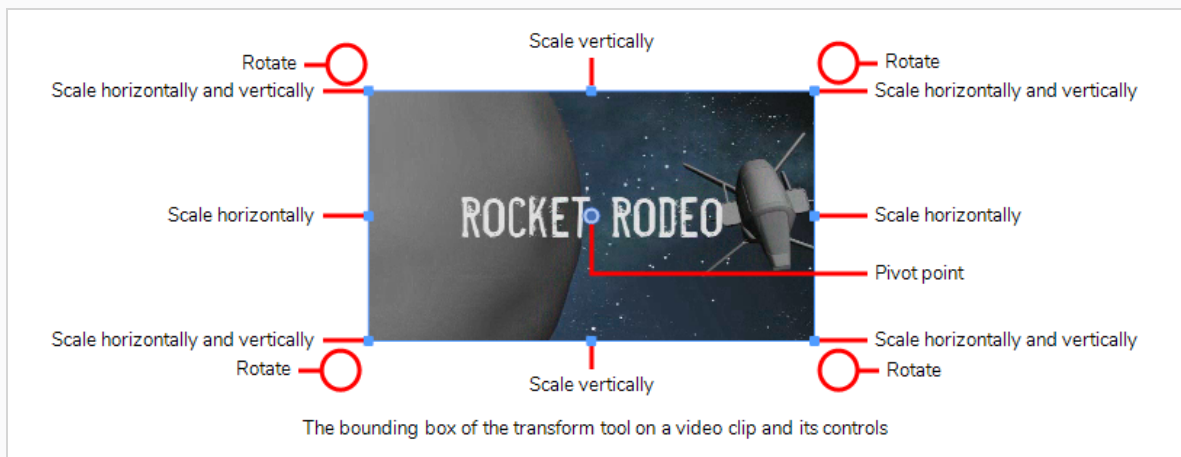 Scale vertically
Rotate
Rotate
Scale horizontally and vertically
Scale horizontally and vertically
Scale horizontally
ROCKET RODEO
Scale horizontally
Pivot point
Scale horizontally and vertically
Scale horizontally and vertically
Rotate
Rotate
Scale vertically
The bounding box of the transform tool on a video clip and its controls